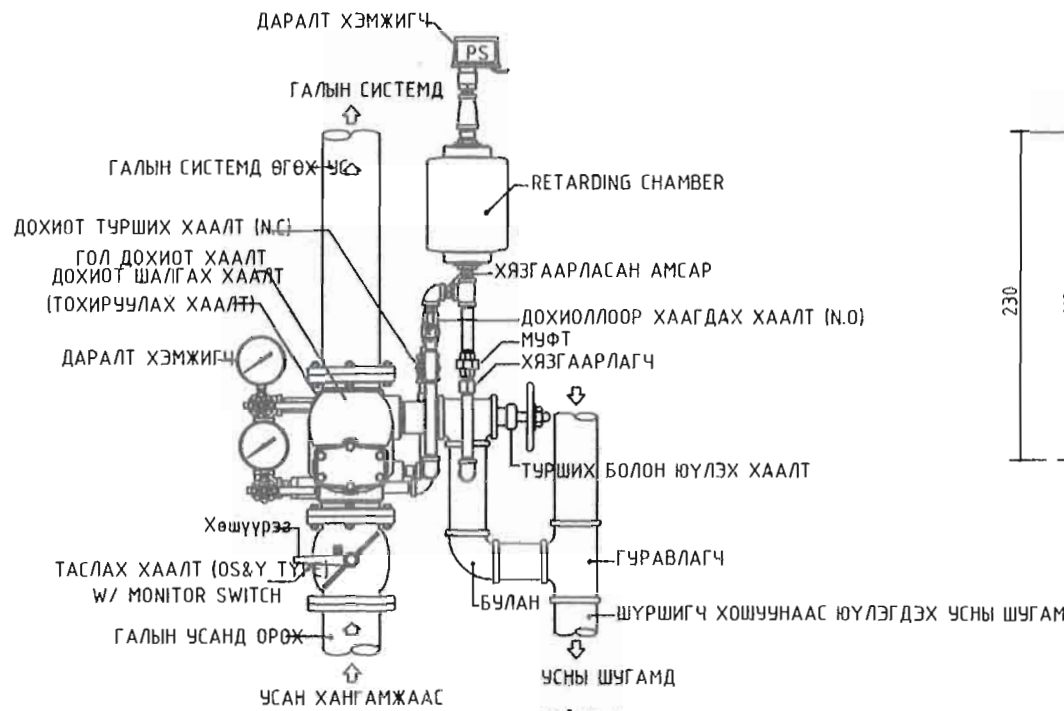 ДАРАЛТ ХЭМЖИГЧ
PS
ГАЛЫН СИСТЕМД
ГАЛЫН СИСТЕМД ӨГӨХ УС
RETARDING CHAMBER
ДОХИОТ ТУРШИХ ХААЛТ (N.C)
ГОЛ ДОХИОТ ХААЛТ
ДОХИОТ ШАЛГАХ ХААЛТ
(ТОХИРУУЛАХ ХААЛТ)
ХЯЗГААРЛАСАН АМСАР
230
ДОХИОЛЛООР ХААГДАХ ХААЛТ (N.O)
МУФТ
ДАРАЛТ ХЭМЖИГЧ
ХЯЗГААРЛАГЧ
ТУРШИХ БОЛОН ЮҮЛЭХ ХААЛТ
Хөшүүрэг
ТАСЛАХ ХААЛТ (OS&Y TYPE)
W/ MONITOR SWITCH
ГУРАВЛАГЧ
БУЛАН
ШҮРШИГЧ ХОШУУНААС ЮҮЛЭГДЭХ УСНЫ ШУГАМ
ГАЛЫН УСАНД ОРОХ
УСНЫ ШУГАМД
УСАН ХАНГАМЖААС